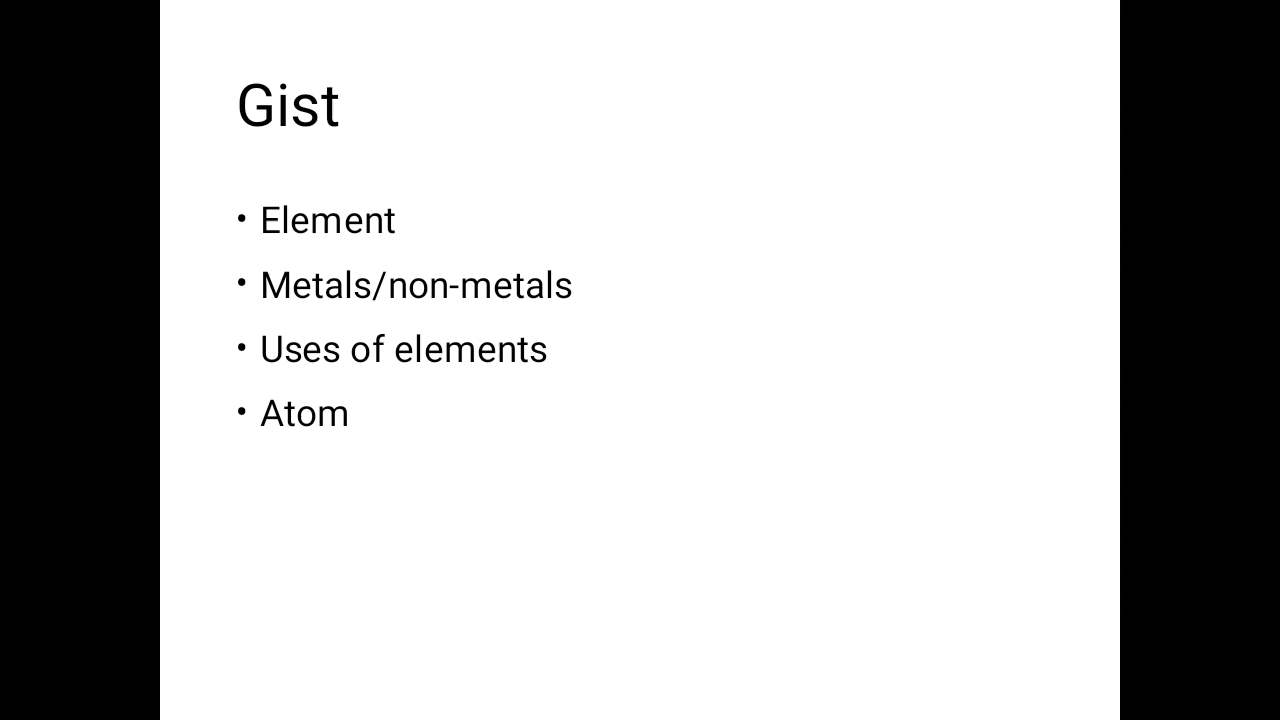 Gist
• Element
• Metals/non-metals
• Uses of elements
• Atom